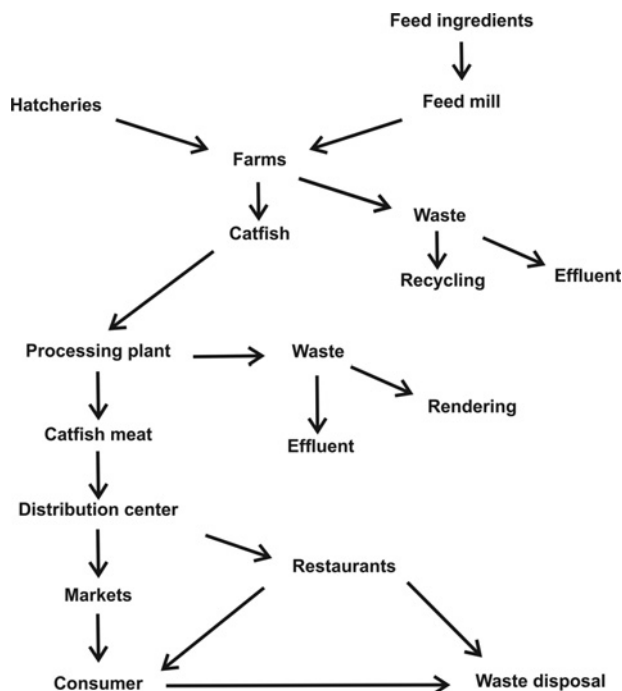 Feed ingredients
Hatcheries
Feed mill
Farms
Waste
Catfish
Recycling
Effluent
Processing plant
Waste
Rendering
Catfish meat
Effluent
Distribution center
Restaurants
Markets
Consumer
Waste disposal